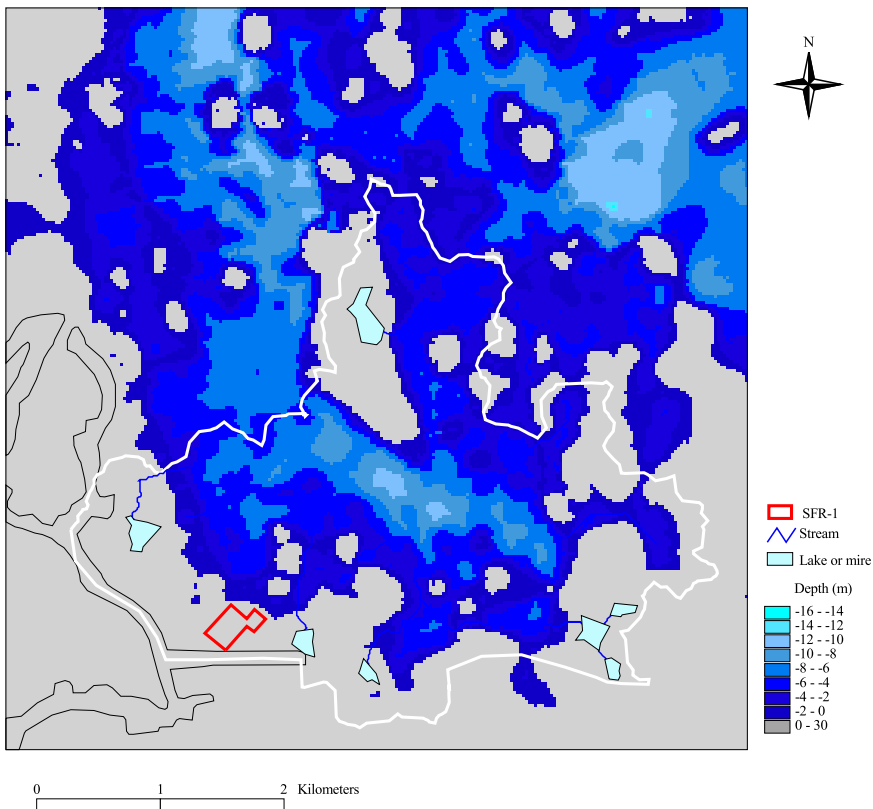 N
SFR-1
Stream
Lake or mire
Depth (m)
-16 - -14
-14 - -12
-12 - -10
-10 - -8
-8 - -6
-6 - -4
-4 - -2
-2 - 0
0 - 30
0 1 2 Kilometers